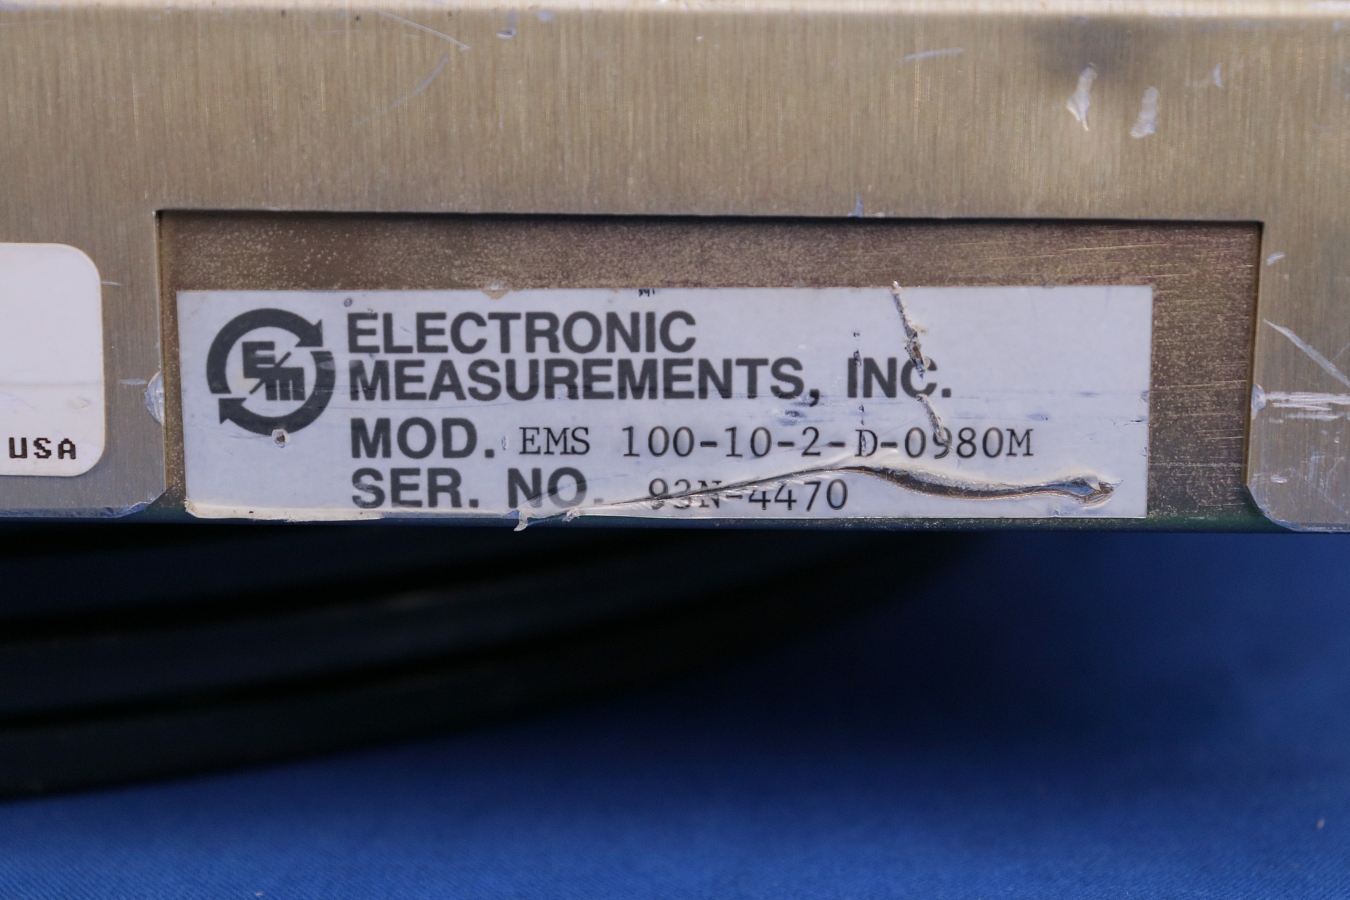 ELECTRONIC
MEASUREMENTS, INC.
E/M
MOD. EMS 100-10-2-D-0980M
SER. NO. 93N-4470
USA